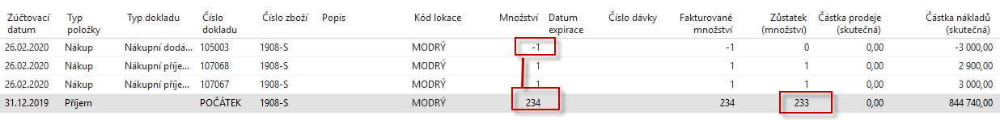 Zúčtovací datum Typ položky Typ dokladu Číslo dokladu Číslo zboží Popis Kód lokace Množství Datum expirace Číslo dávky Fakturované množství Zůstatek (množství) Částka prodeje (skutečná) Částka nákladů (skutečná)
26.02.2020 Nákup Nákupní dodá... 105003 1908-S MODRÝ -1 -1 0 0,00 -3 000,00
26.02.2020 Nákup Nákupní příje... 107068 1908-S MODRÝ 1 1 1 0,00 2 900,00
26.02.2020 Nákup Nákupní příje... 107067 1908-S MODRÝ 1 1 1 0,00 3 000,00
31.12.2019 Příjem POČÁTEK 1908-S MODRÝ 234 234 233 0,00 844 740,00